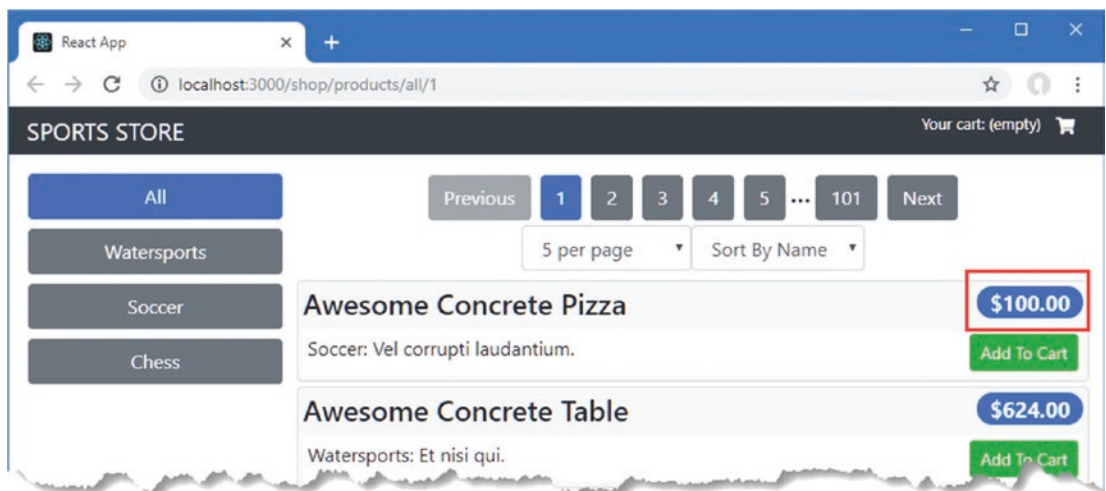 React App
localhost:3000/shop/products/all/1
SPORTS STORE
Your cart: (empty)
All
Watersports
Soccer
Chess
Previous 1 2 3 4 5 ... 101 Next
5 per page Sort By Name
Awesome Concrete Pizza $100.00
Soccer: Vel corrupti laudantium. Add To Cart
Awesome Concrete Table $624.00
Watersports: Et nisi qui. Add To Cart